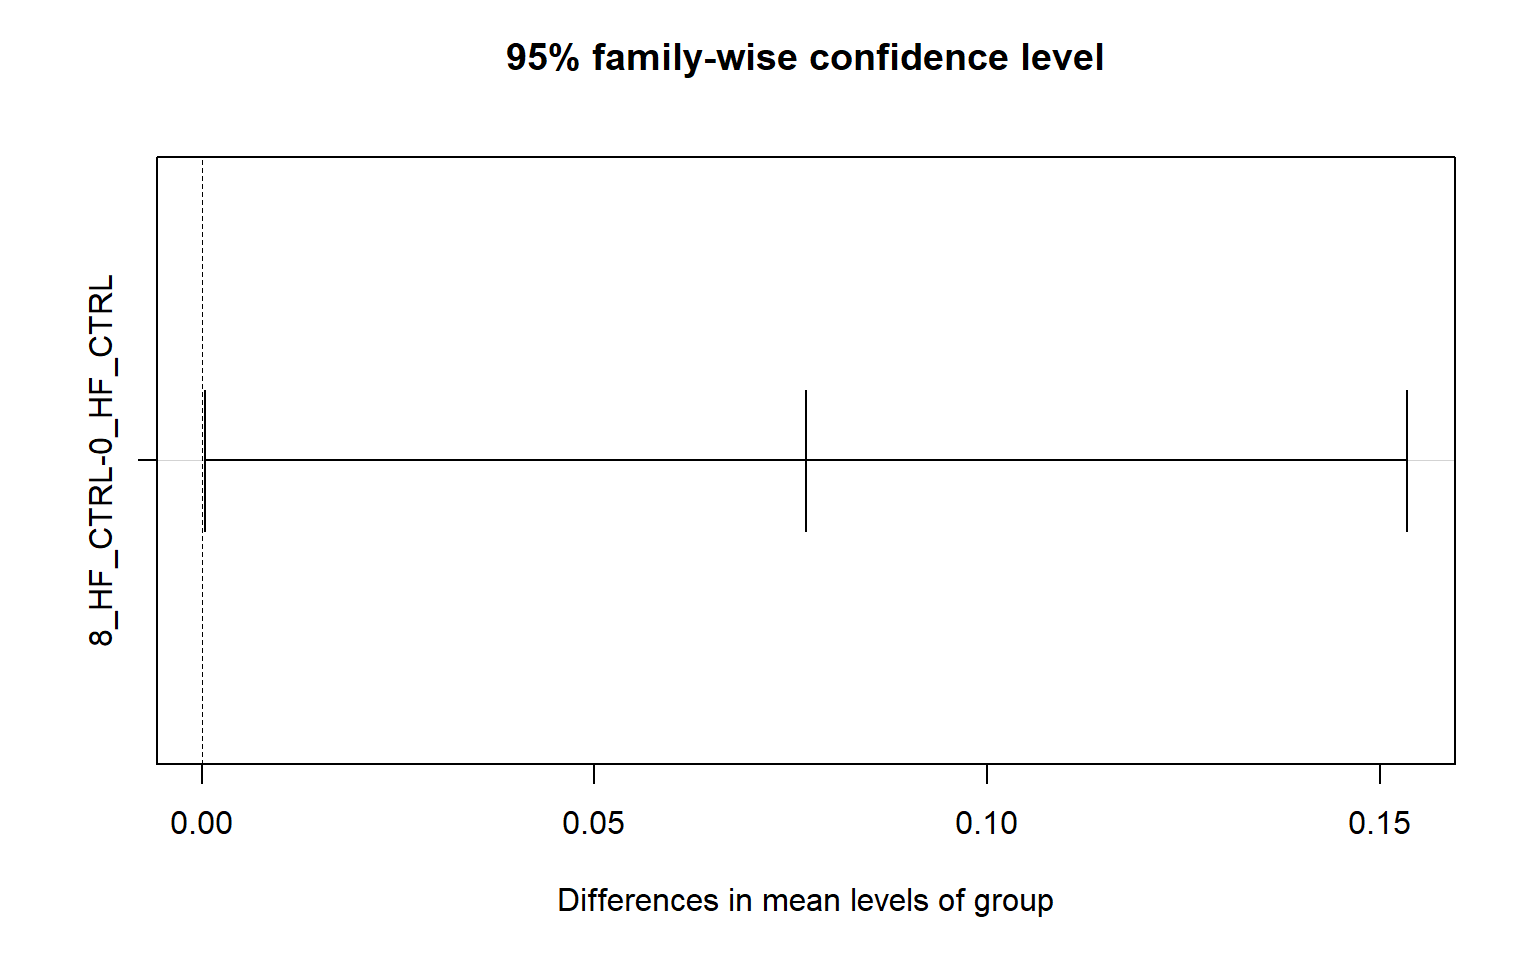 95% family-wise confidence level
8_HF_CTRL-0_HF_CTRL
0.00 0.05 0.10 0.15
Differences in mean levels of group